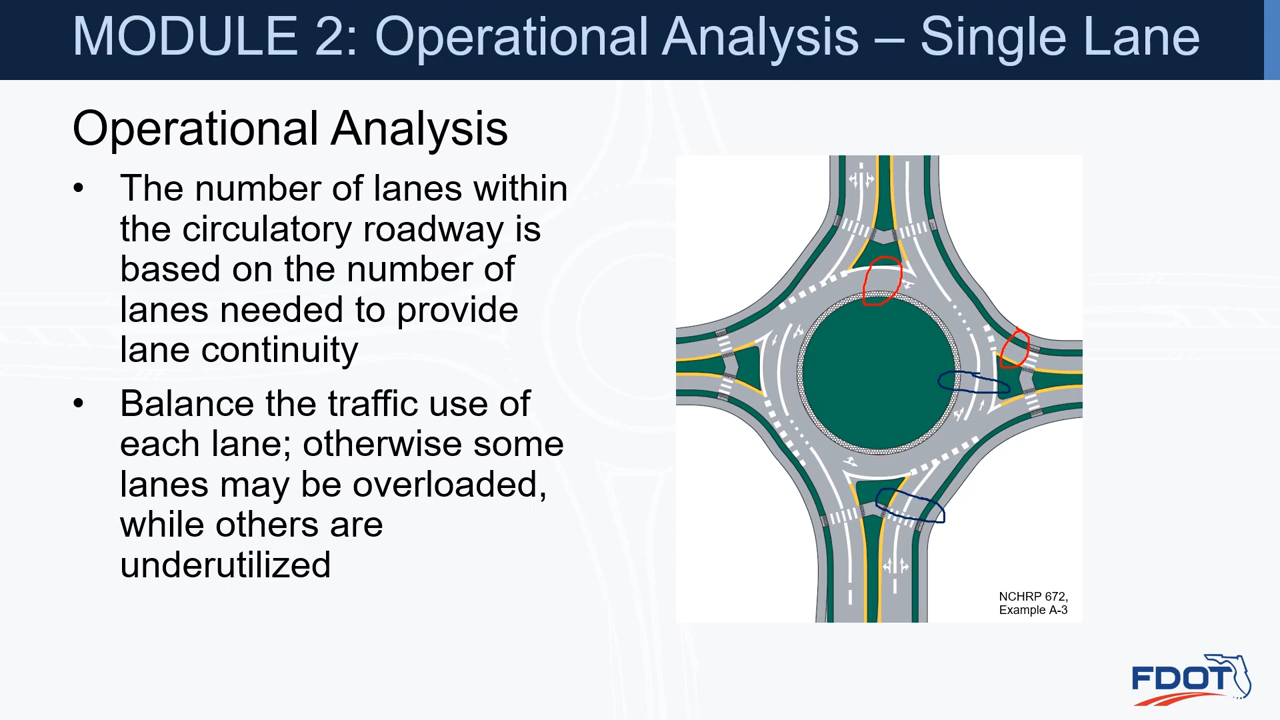 MODULE 2: Operational Analysis – Single Lane
Operational Analysis
• The number of lanes within
the circulatory roadway is
based on the number of
lanes needed to provide
lane continuity
• Balance the traffic use of
each lane; otherwise some
lanes may be overloaded,
while others are
underutilized
NCHRP 672,
Example A-3
FDOT